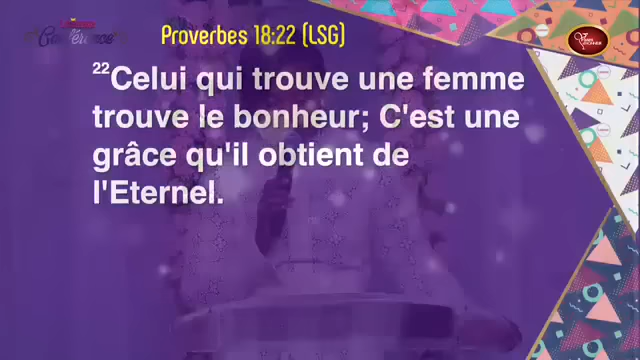 Conférence
Proverbes 18:22 (LSG)
22Celui qui trouve une femme
trouve le bonheur; C'est une
grâce qu'il obtient de
l'Eternel.